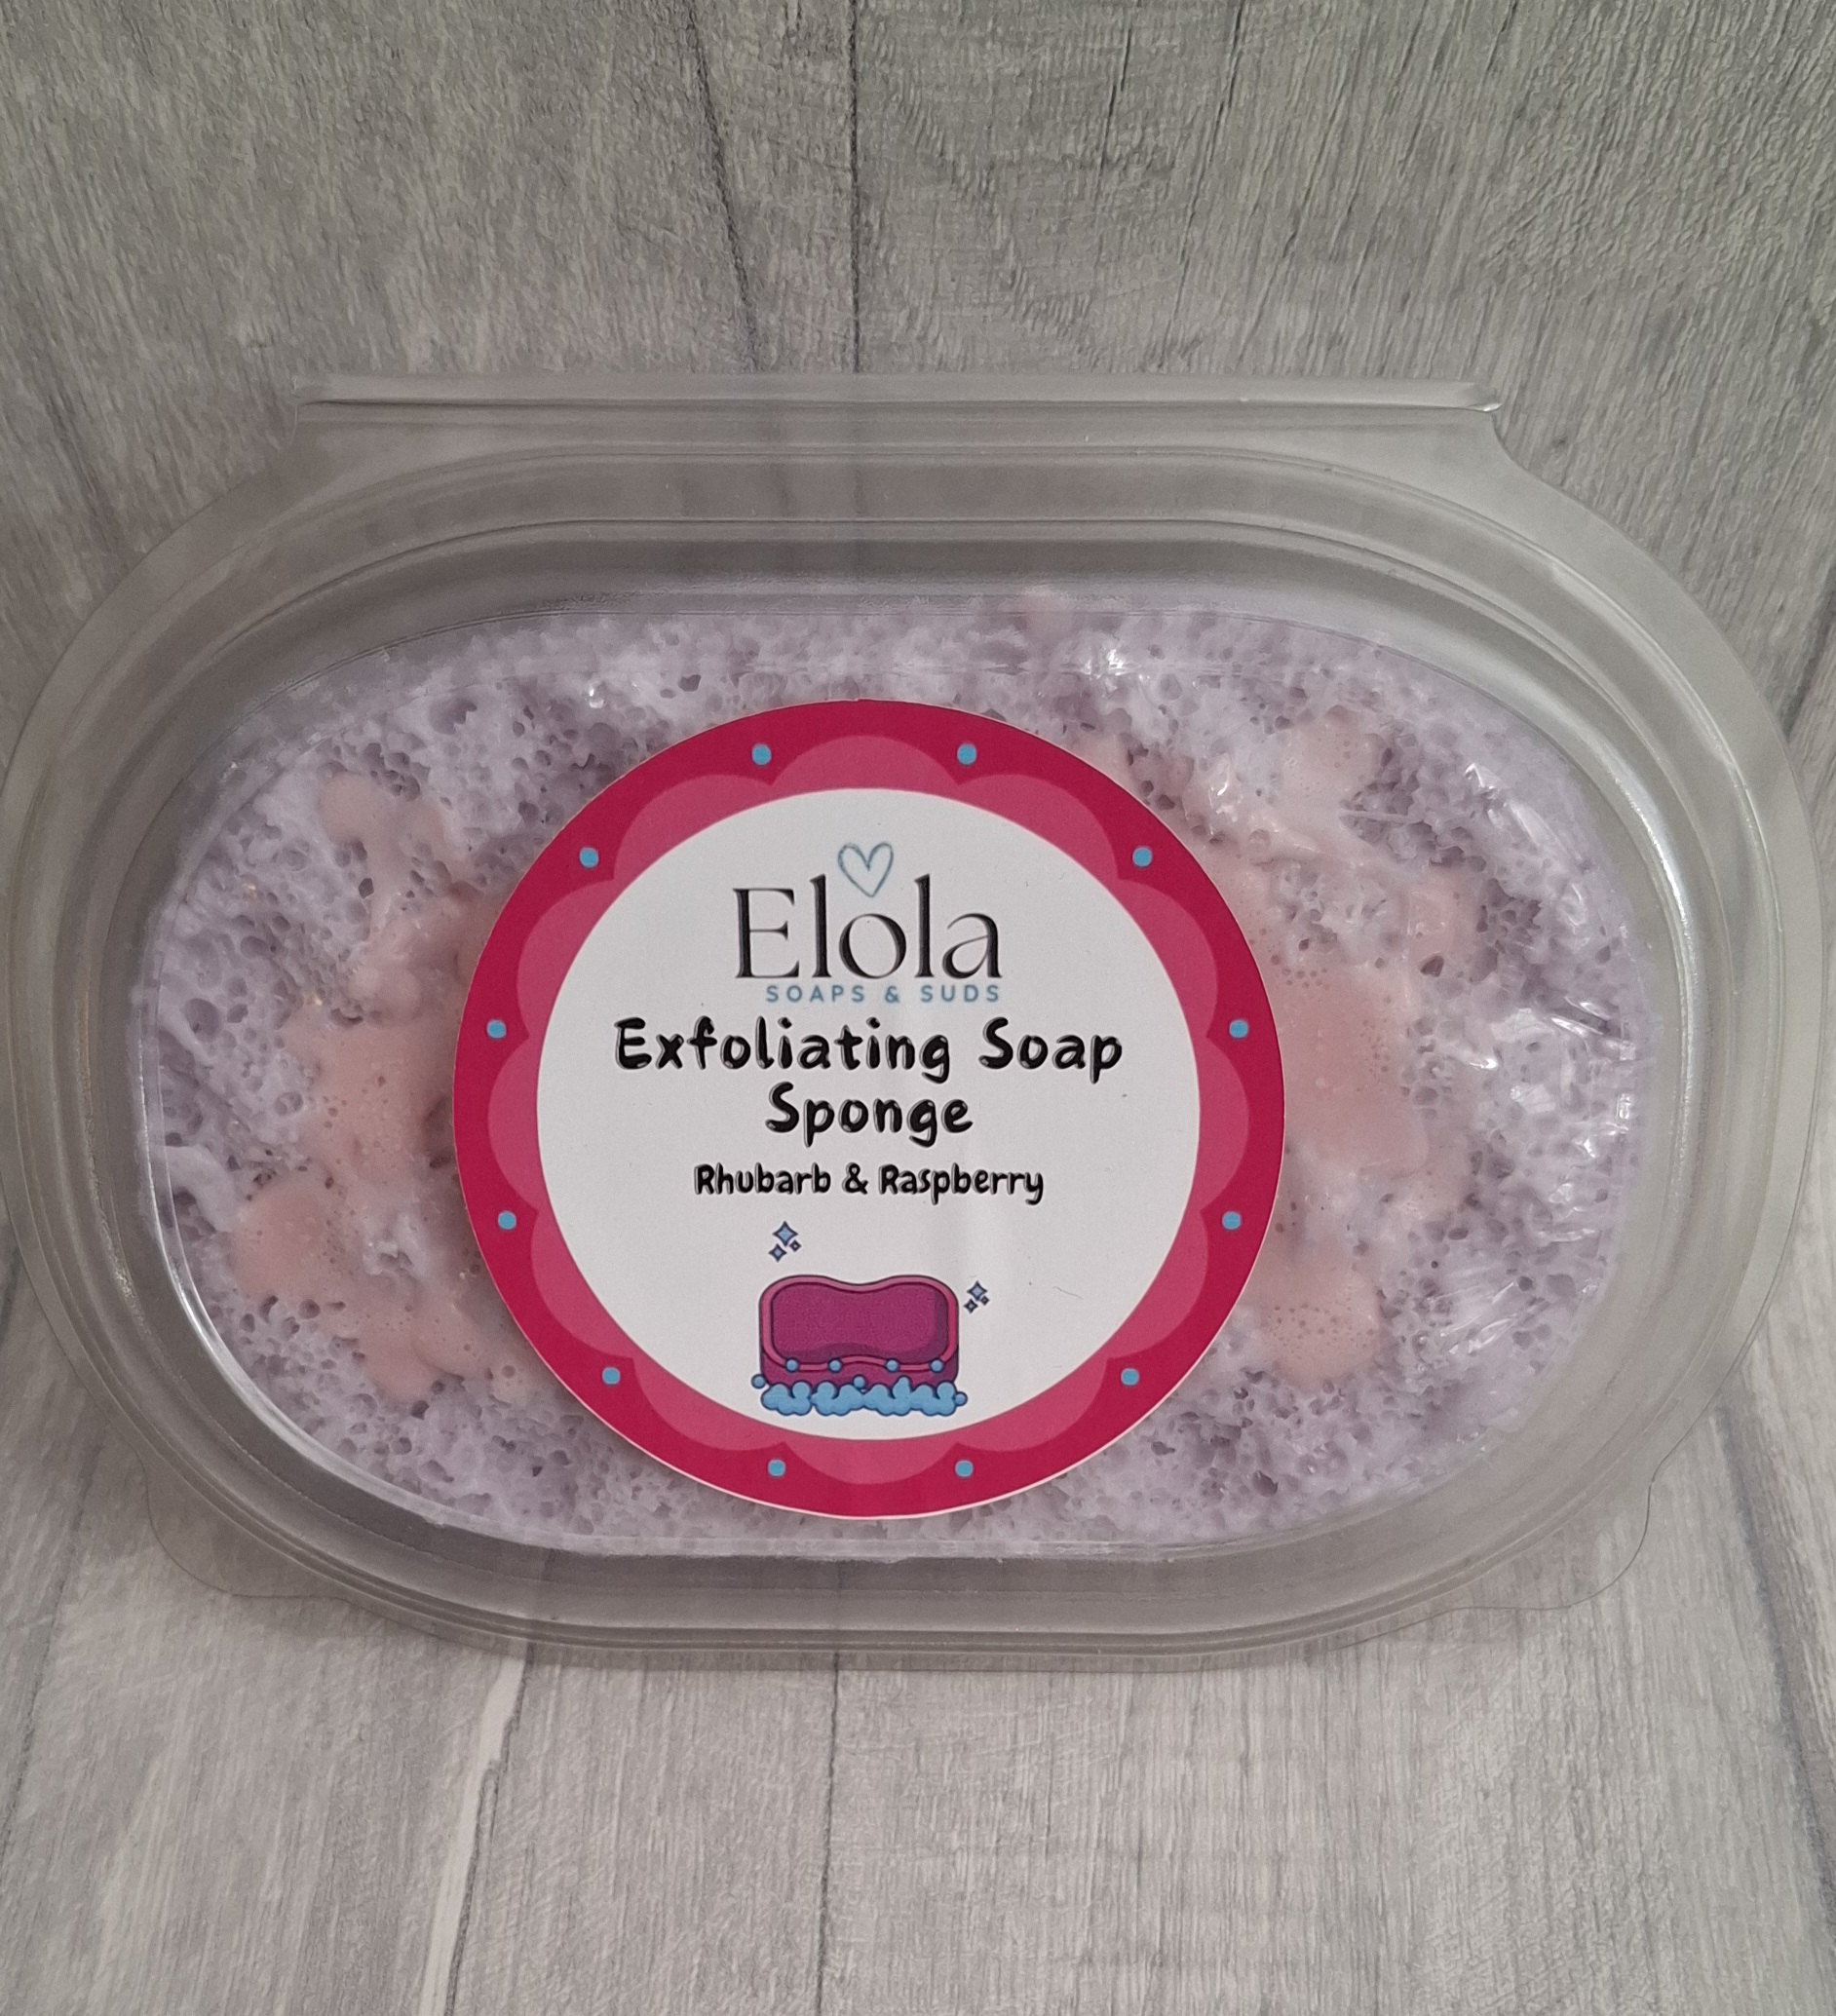 Elola
SOAPS & SUDS
Exfoliating Soap
Sponge
Rhubarb & Raspberry